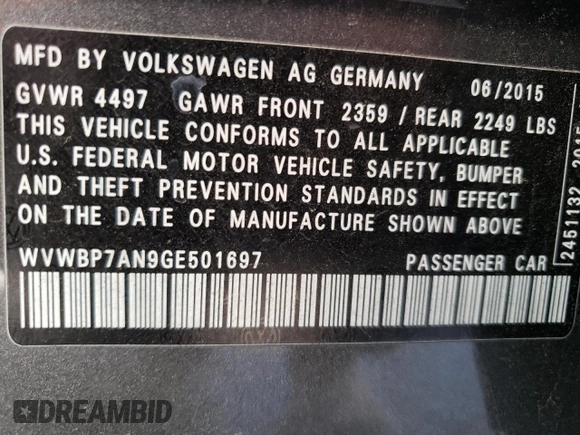 MFD BY VOLKSWAGEN AG GERMANY 06/2015
GVWR 4497 GAWR FRONT 2359 / REAR 2249 LBS
THIS VEHICLE CONFORMS TO ALL APPLICABLE
U.S. FEDERAL MOTOR VEHICLE SAFETY, BUMPER
AND THEFT PREVENTION STANDARDS IN EFFECT
ON THE DATE OF MANUFACTURE SHOWN ABOVE
WVWBP7AN9GE501697 PASSENGER CAR
2451132
DREAMBID